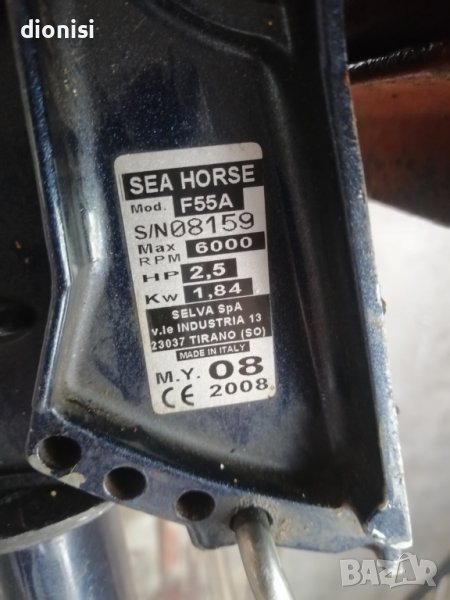 dionisi
SEA HORSE
Mod. F55A
S/N08159
Max RPM 6000
HP 2,5
Kw 1,84
SELVA SpA
v.le INDUSTRIA 13
23037 TIRANO (SO)
MADE IN ITALY
M.Y. 08
CE 2008
BAZAR